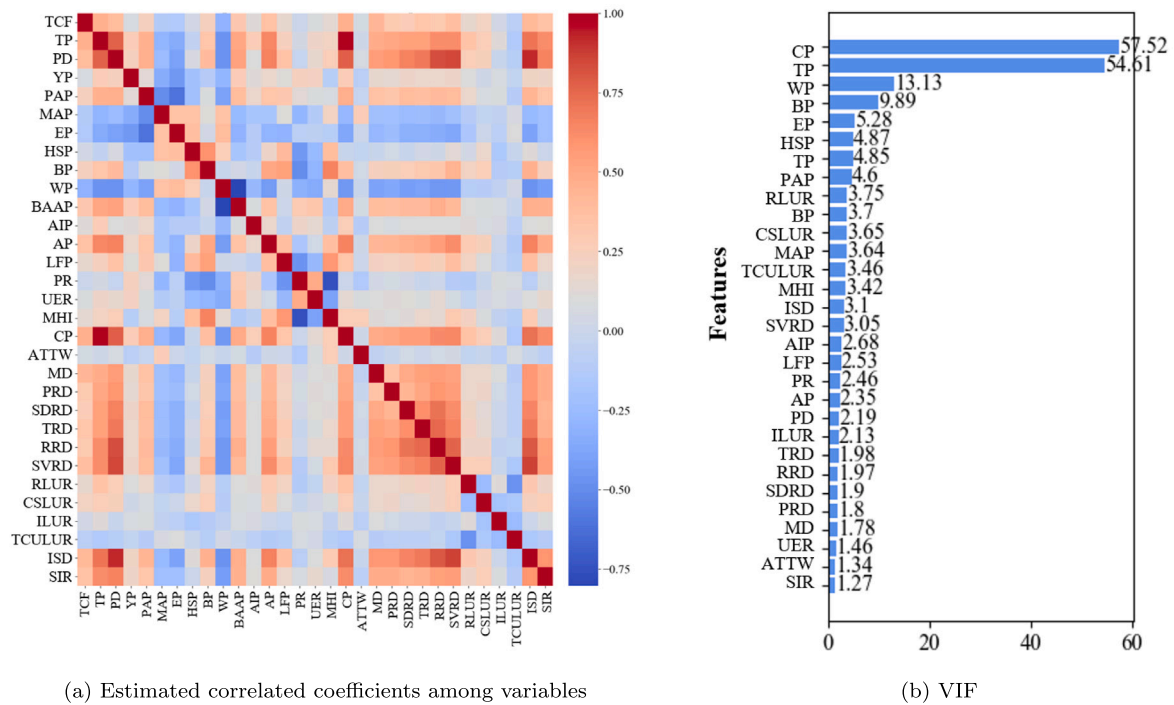 TCF
TP
PD
YP
PAP
MAP
EP
HSP
BP
WP
BAAP
AIP
AP
LFP
PR
UER
MHI
CP
ATTW
MD
PRD
SDRD
TRD
RRD
SVRD
RLUR
CSLUR
ILUR
TCULUR
ISD
SIR
TCF TP PD YP PAP MAP EP HSP BP WP BAAP AIP AP LFP PR UER MHI CP ATTW MD PRD SDRD TRD RRD SVRD RLUR CSLUR ILUR TCULUR ISD SIR
1.00
0.75
0.50
0.25
0.00
−0.25
−0.50
−0.75
(a) Estimated correlated coefficients among variables
Features
CP 57.52
TP 54.61
WP 13.13
BP 9.89
EP 5.28
HSP 4.87
TP 4.85
PAP 4.6
RLUR 3.75
BP 3.7
CSLUR 3.65
MAP 3.64
TCULUR 3.46
MHI 3.42
ISD 3.1
SVRD 3.05
AIP 2.68
LFP 2.53
PR 2.46
AP 2.35
PD 2.19
ILUR 2.13
TRD 1.98
RRD 1.97
SDRD 1.9
PRD 1.8
MD 1.78
UER 1.46
ATTW 1.34
SIR 1.27
0 20 40 60
(b) VIF